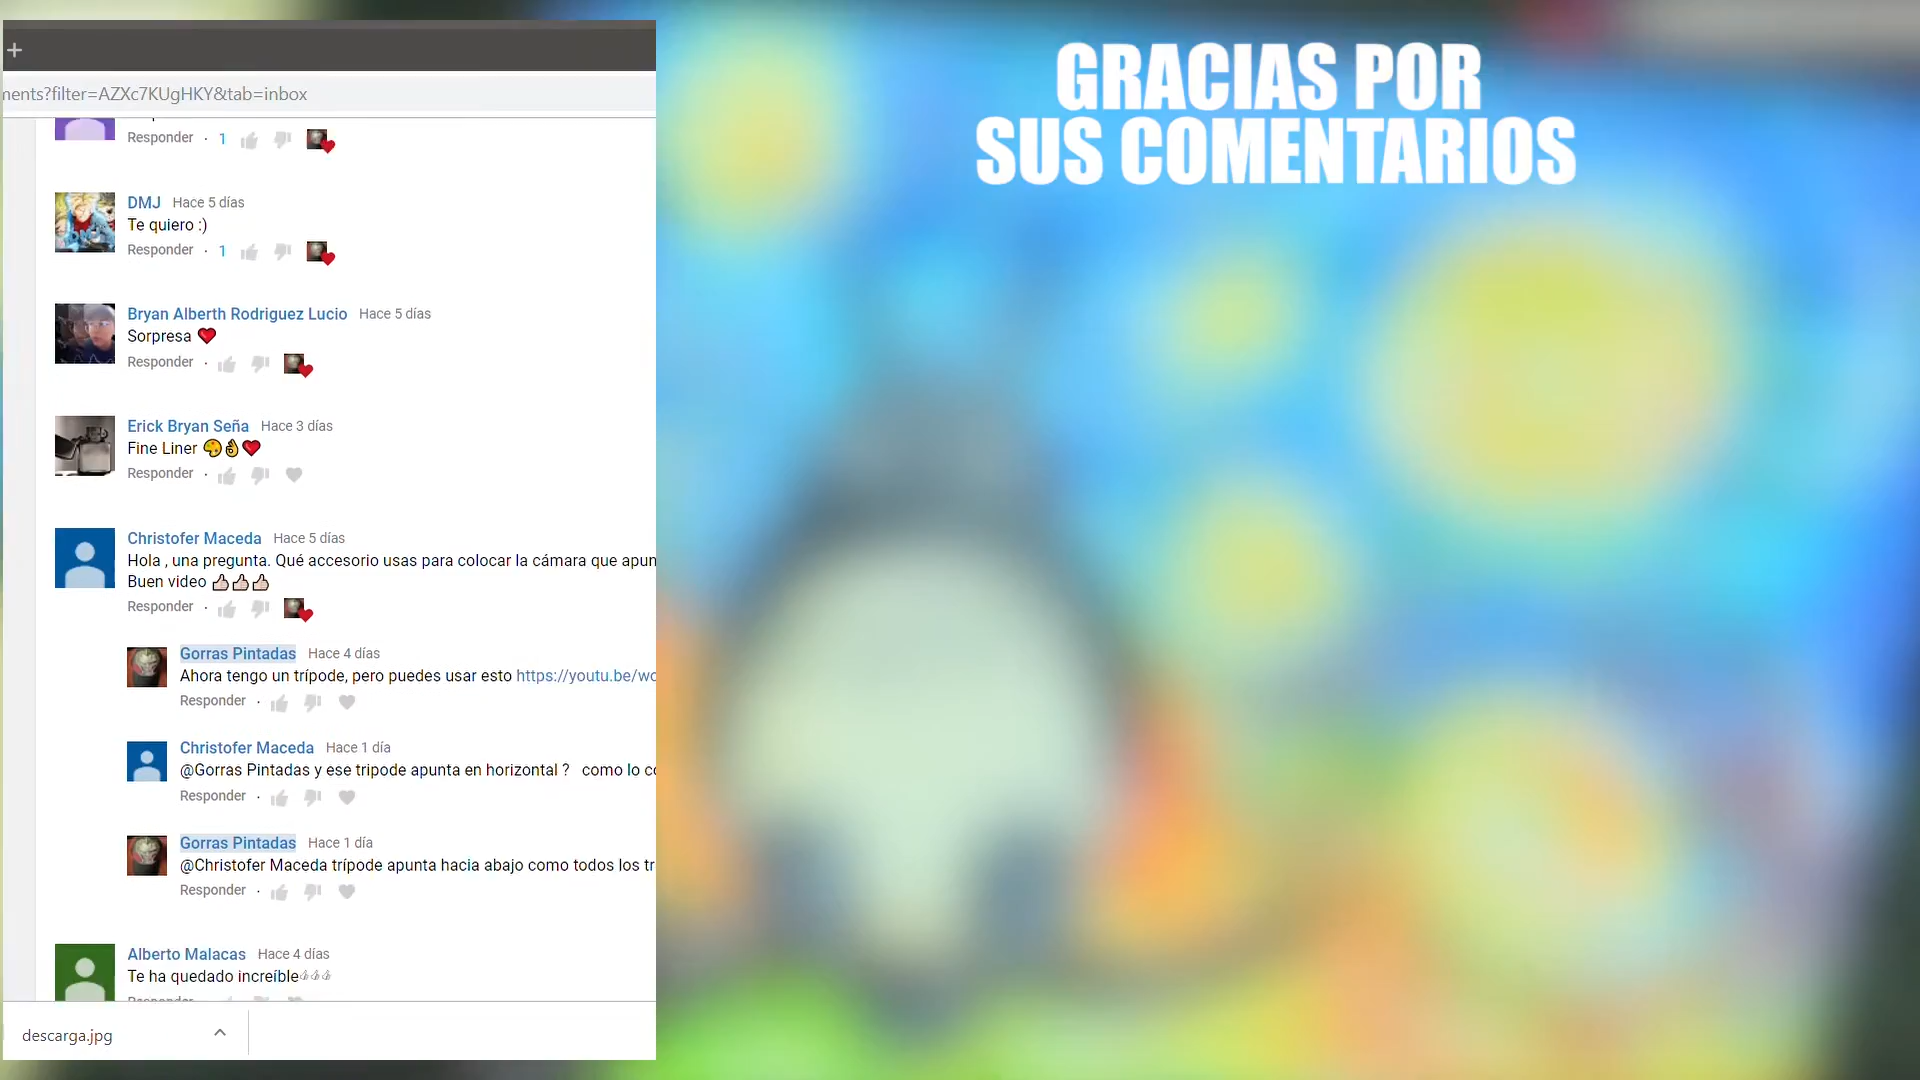 GRACIAS POR
SUS COMENTARIOS
ments?filter=AZXc7KUgHKY&tab=inbox
Responder · 1
DMJ Hace 5 días
Te quiero :)
Responder · 1
Bryan Alberth Rodriguez Lucio Hace 5 días
Sorpresa ❤️
Responder ·
Erick Bryan Seña Hace 3 días
Fine Liner 🎨👌❤️
Responder ·
Christofer Maceda Hace 5 días
Hola , una pregunta. Qué accesorio usas para colocar la cámara que apun
Buen video 👍🏻👍🏻👍🏻
Responder ·
Gorras Pintadas Hace 4 días
Ahora tengo un trípode, pero puedes usar esto https://youtu.be/wo
Responder ·
Christofer Maceda Hace 1 día
@Gorras Pintadas y ese tripode apunta en horizontal ? como lo co
Responder ·
Gorras Pintadas Hace 1 día
@Christofer Maceda trípode apunta hacia abajo como todos los tr
Responder ·
Alberto Malacas Hace 4 días
Te ha quedado increíble
Responder
descarga.jpg